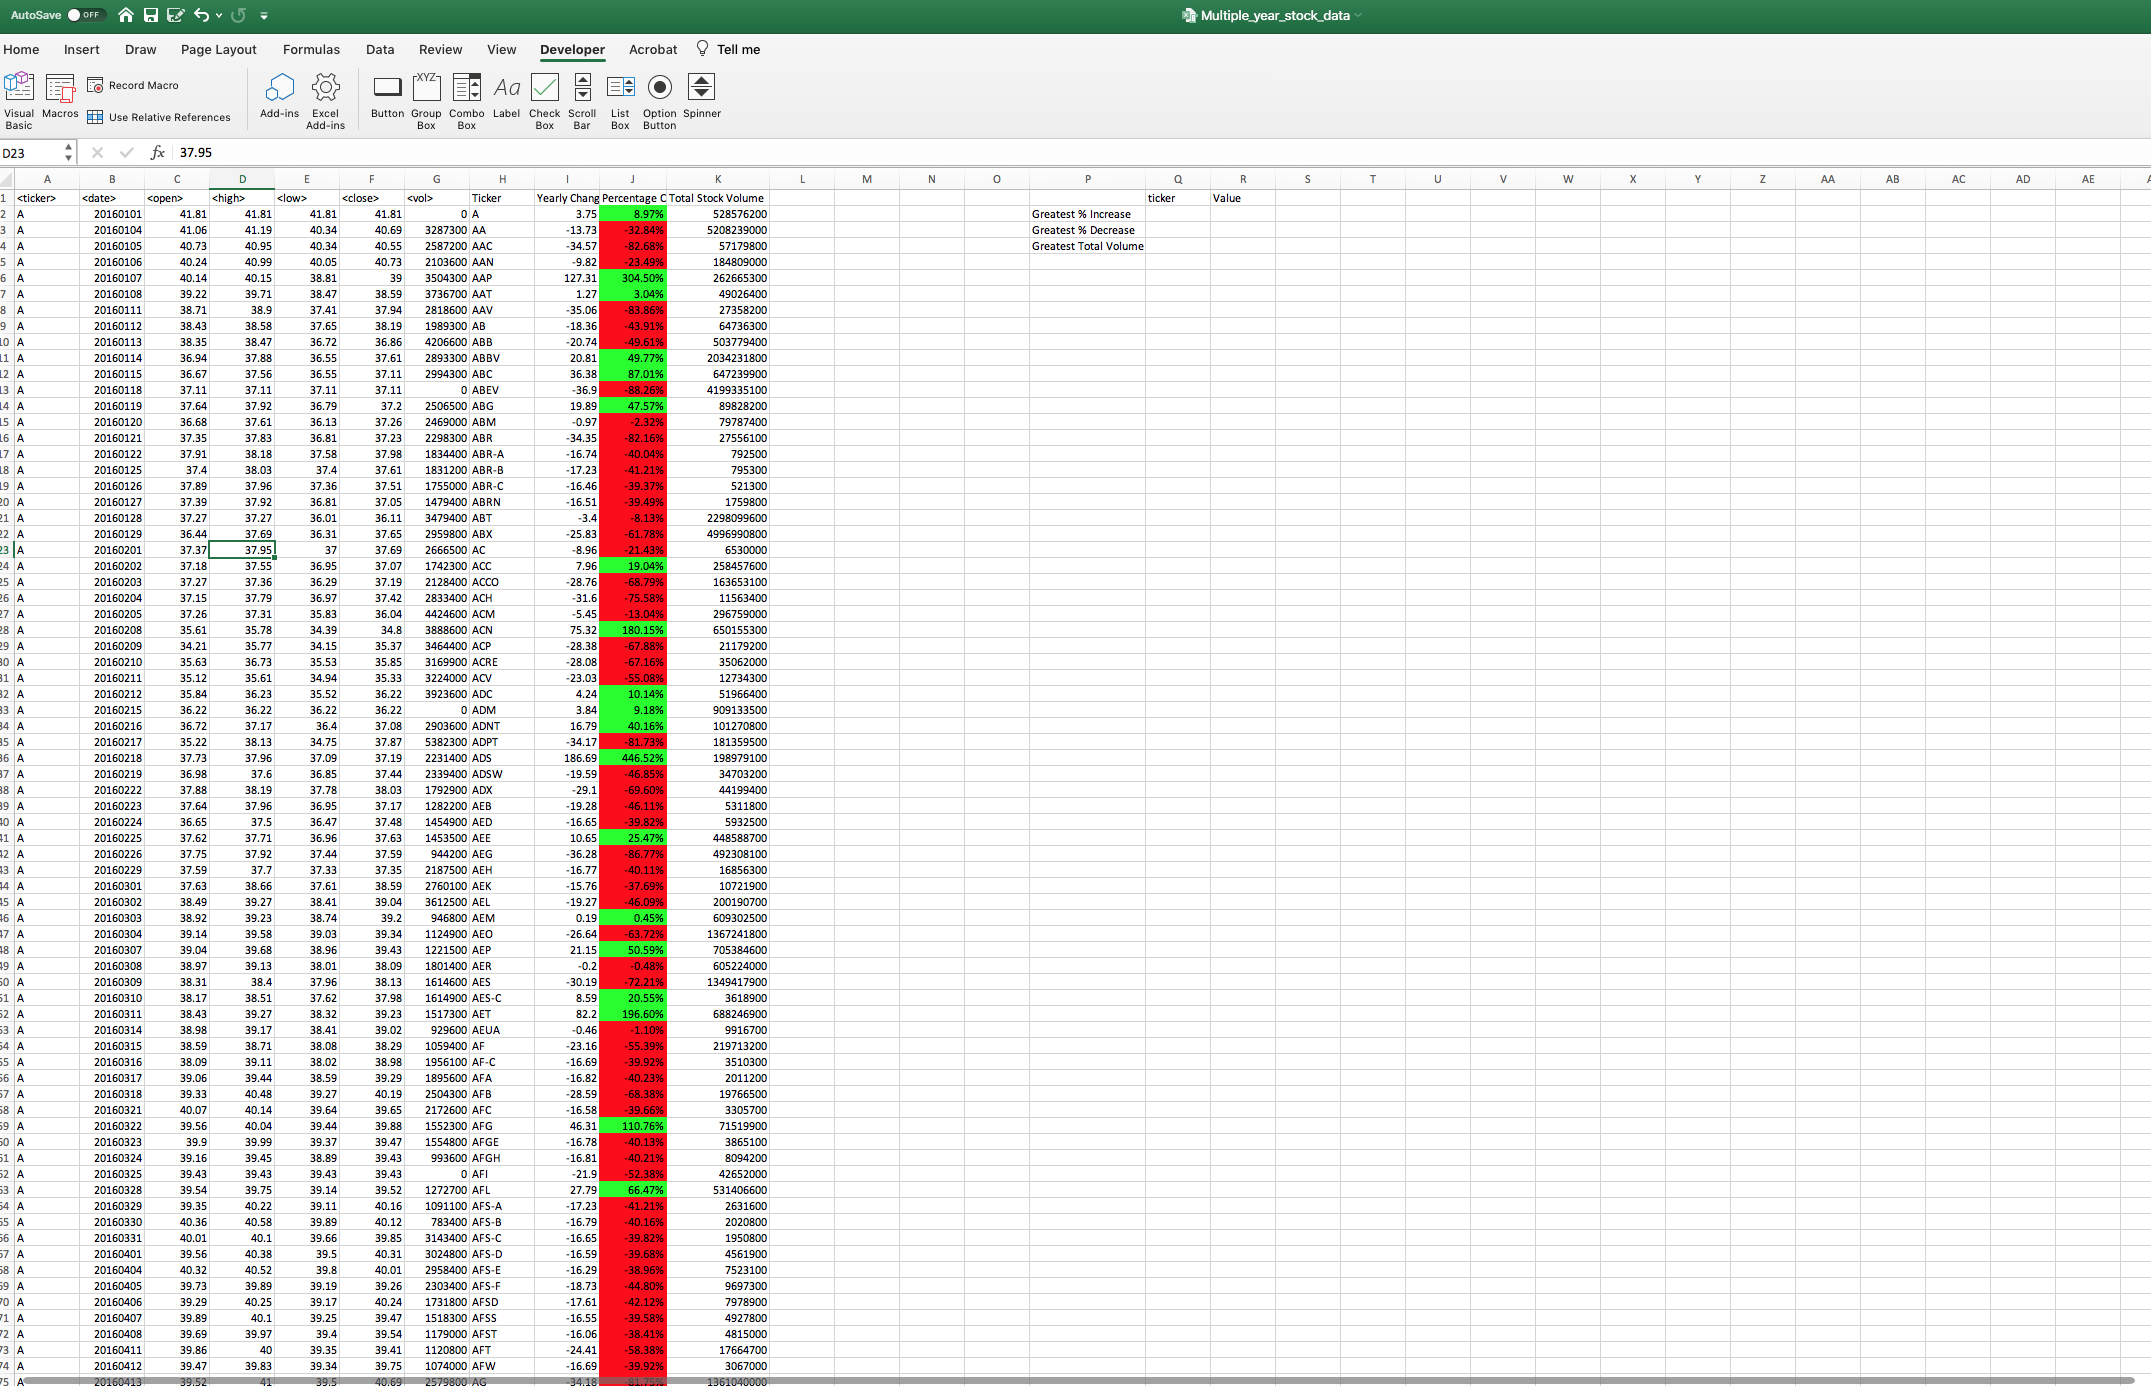 AutoSave OFF Multiple_year_stock_data
Home Insert Draw Page Layout Formulas Data Review View Developer Acrobat Tell me
Visual Basic Macros Record Macro Use Relative References Add-ins Excel Add-ins Button XYZ Group Box Combo Box Aa Label Check Box Scroll Bar List Box Option Button Spinner
D23 fx 37.95
A B C D E F G H I J K L M N O P Q R S T U V W X Y Z AA AB AC AD AE
1 <ticker> <date> <open> <high> <low> <close> <vol> Ticker Yearly Chang Percentage C Total Stock Volume ticker Value
2 A 20160101 41.81 41.81 41.81 41.81 0 A 3.75 8.97% 528576200 Greatest % Increase
3 A 20160104 41.06 41.19 40.34 40.69 3287300 AA -13.73 -32.84% 5208239000 Greatest % Decrease
4 A 20160105 40.73 40.95 40.34 40.55 2587200 AAC -34.57 -82.68% 57179800 Greatest Total Volume
5 A 20160106 40.24 40.99 40.05 40.73 2103600 AAN -9.82 -23.49% 184809000
6 A 20160107 40.14 40.15 38.81 39 3504300 AAP 127.31 304.50% 262665300
7 A 20160108 39.22 39.71 38.47 38.59 3736700 AAT 1.27 3.04% 49026400
8 A 20160111 38.71 38.9 37.41 37.94 2818600 AAV -35.06 -83.86% 27358200
9 A 20160112 38.43 38.58 37.65 38.19 1989300 AB -18.36 -43.91% 64736300
10 A 20160113 38.35 38.47 36.72 36.86 4206600 ABB -20.74 -49.61% 503779400
11 A 20160114 36.94 37.88 36.55 37.61 2893300 ABBV 20.81 49.77% 2034231800
12 A 20160115 36.67 37.56 36.55 37.11 2994300 ABC 36.38 87.01% 647239900
13 A 20160118 37.11 37.11 37.11 37.11 0 ABEV -36.9 -88.26% 4199335100
14 A 20160119 37.64 37.92 36.79 37.2 2506500 ABG 19.89 47.57% 89828200
15 A 20160120 36.68 37.61 36.13 37.26 2469000 ABM -0.97 -2.32% 79787400
16 A 20160121 37.35 37.83 36.81 37.23 2298300 ABR -34.35 -82.16% 27556100
17 A 20160122 37.91 38.18 37.58 37.98 1834400 ABR-A -16.74 -40.04% 792500
18 A 20160125 37.4 38.03 37.4 37.61 1831200 ABR-B -17.23 -41.21% 795300
19 A 20160126 37.89 37.96 37.36 37.51 1755000 ABR-C -16.46 -39.37% 521300
20 A 20160127 37.39 37.92 36.81 37.05 1479400 ABRN -16.51 -39.49% 1759800
21 A 20160128 37.27 37.27 36.01 36.11 3479400 ABT -3.4 -8.13% 2298099600
22 A 20160129 36.44 37.69 36.31 37.65 2959800 ABX -25.83 -61.78% 4996990800
23 A 20160201 37.37 37.95 37 37.69 2666500 AC -8.96 -21.43% 6530000
24 A 20160202 37.18 37.55 36.95 37.07 1742300 ACC 7.96 19.04% 258457600
25 A 20160203 37.27 37.36 36.29 37.19 2128400 ACCO -28.76 -68.79% 163653100
26 A 20160204 37.15 37.79 36.97 37.42 2833400 ACH -31.6 -75.58% 11563400
27 A 20160205 37.26 37.31 35.83 36.04 4424600 ACM -5.45 -13.04% 296759000
28 A 20160208 35.61 35.78 34.39 34.8 3888600 ACN 75.32 180.15% 650155300
29 A 20160209 34.21 35.77 34.15 35.37 3464400 ACP -28.38 -67.88% 21179200
30 A 20160210 35.63 36.73 35.53 35.85 3169900 ACRE -28.08 -67.16% 35062000
31 A 20160211 35.12 35.61 34.94 35.33 3224000 ACV -23.03 -55.08% 12734300
32 A 20160212 35.84 36.23 35.52 36.22 3923600 ADC 4.24 10.14% 51966400
33 A 20160215 36.22 36.22 36.22 36.22 0 ADM 3.84 9.18% 909133500
34 A 20160216 36.72 37.17 36.4 37.08 2903600 ADNT 16.79 40.16% 101270800
35 A 20160217 35.22 38.13 34.75 37.87 5382300 ADPT -34.17 -81.73% 181359500
36 A 20160218 37.73 37.96 37.09 37.19 2231400 ADS 186.69 446.52% 198979100
37 A 20160219 36.98 37.6 36.85 37.44 2339400 ADSW -19.59 -46.85% 34703200
38 A 20160222 37.88 38.19 37.78 38.03 1792900 ADX -29.1 -69.60% 44199400
39 A 20160223 37.64 37.96 36.95 37.17 1282200 AEB -19.28 -46.11% 5311800
40 A 20160224 36.65 37.5 36.47 37.48 1454900 AED -16.65 -39.82% 5932500
41 A 20160225 37.62 37.71 36.96 37.63 1453500 AEE 10.65 25.47% 448588700
42 A 20160226 37.75 37.92 37.44 37.59 944200 AEG -36.28 -86.77% 492308100
43 A 20160229 37.59 37.7 37.33 37.35 2187500 AEH -16.77 -40.11% 16856300
44 A 20160301 37.63 38.66 37.61 38.59 2760100 AEK -15.76 -37.69% 10721900
45 A 20160302 38.49 39.27 38.41 39.04 3612500 AEL -19.27 -46.09% 200190700
46 A 20160303 38.92 39.23 38.74 39.2 946800 AEM 0.19 0.45% 609302500
47 A 20160304 39.14 39.58 39.03 39.34 1124900 AEO -26.64 -63.72% 1367241800
48 A 20160307 39.04 39.68 38.96 39.43 1221500 AEP 21.15 50.59% 705384600
49 A 20160308 38.97 39.13 38.01 38.09 1801400 AER -0.2 -0.48% 605224000
50 A 20160309 38.31 38.4 37.96 38.13 1614600 AES -30.19 -72.21% 1349417900
51 A 20160310 38.17 38.51 37.62 37.98 1614900 AES-C 8.59 20.55% 3618900
52 A 20160311 38.43 39.27 38.32 39.23 1517300 AET 82.2 196.60% 688246900
53 A 20160314 38.98 39.17 38.41 39.02 929600 AEUA -0.46 -1.10% 9916700
54 A 20160315 38.59 38.71 38.08 38.29 1059400 AF -23.16 -55.39% 219713200
55 A 20160316 38.09 39.11 38.02 38.98 1956100 AF-C -16.69 -39.92% 3510300
56 A 20160317 39.06 39.44 38.59 39.29 1895600 AFA -16.82 -40.23% 2011200
57 A 20160318 39.33 40.48 39.27 40.19 2504300 AFB -28.59 -68.38% 19766500
58 A 20160321 40.07 40.14 39.64 39.65 2172600 AFC -16.58 -39.66% 3305700
59 A 20160322 39.56 40.04 39.44 39.88 1552300 AFG 46.31 110.76% 71519900
60 A 20160323 39.9 39.99 39.37 39.47 1554800 AFGE -16.78 -40.13% 3865100
61 A 20160324 39.16 39.45 38.89 39.43 993600 AFGH -16.81 -40.21% 8094200
62 A 20160325 39.43 39.43 39.43 39.43 0 AFI -21.9 -52.38% 42652000
63 A 20160328 39.54 39.75 39.14 39.52 1272700 AFL 27.79 66.47% 531406600
64 A 20160329 39.35 40.22 39.11 40.16 1091100 AFS-A -17.23 -41.21% 2631600
65 A 20160330 40.36 40.58 39.89 40.12 783400 AFS-B -16.79 -40.16% 2020800
66 A 20160331 40.01 40.1 39.66 39.85 3143400 AFS-C -16.65 -39.82% 1950800
67 A 20160401 39.56 40.38 39.5 40.31 3024800 AFS-D -16.59 -39.68% 4561900
68 A 20160404 40.32 40.52 39.8 40.01 2958400 AFS-E -16.29 -38.96% 7523100
69 A 20160405 39.73 39.89 39.19 39.26 2303400 AFS-F -18.73 -44.80% 9697300
70 A 20160406 39.29 40.25 39.17 40.24 1731800 AFSD -17.61 -42.12% 7978900
71 A 20160407 39.89 40.1 39.25 39.47 1518300 AFSS -16.55 -39.58% 4927800
72 A 20160408 39.69 39.97 39.4 39.54 1179000 AFST -16.06 -38.41% 4815000
73 A 20160411 39.86 40 39.35 39.41 1120800 AFT -24.41 -58.38% 17664700
74 A 20160412 39.47 39.83 39.34 39.75 1074000 AFW -16.69 -39.92% 3067000
75 A 20160413 39.52 41 39.5 40.69 2579800 AG -34.18 -81.75% 1361040000